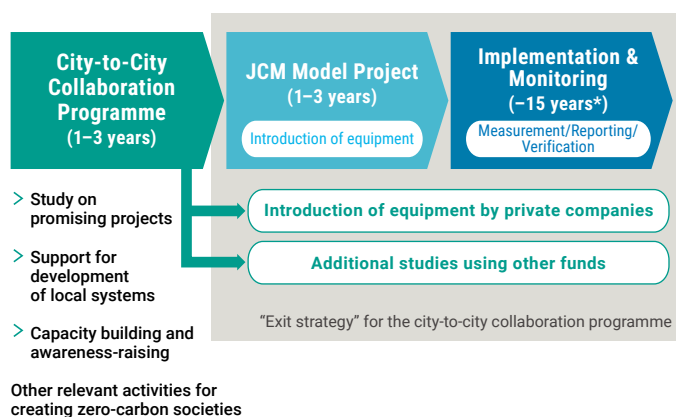 City-to-City
Collaboration
Programme
(1–3 years)
JCM Model Project
(1–3 years)
Introduction of equipment
Implementation &
Monitoring
(–15 years*)
Measurement/Reporting/
Verification
> Study on
promising projects
> Support for
development
of local systems
> Capacity building and
awareness-raising
Other relevant activities for
creating zero-carbon societies
Introduction of equipment by private companies
Additional studies using other funds
“Exit strategy” for the city-to-city collaboration programme